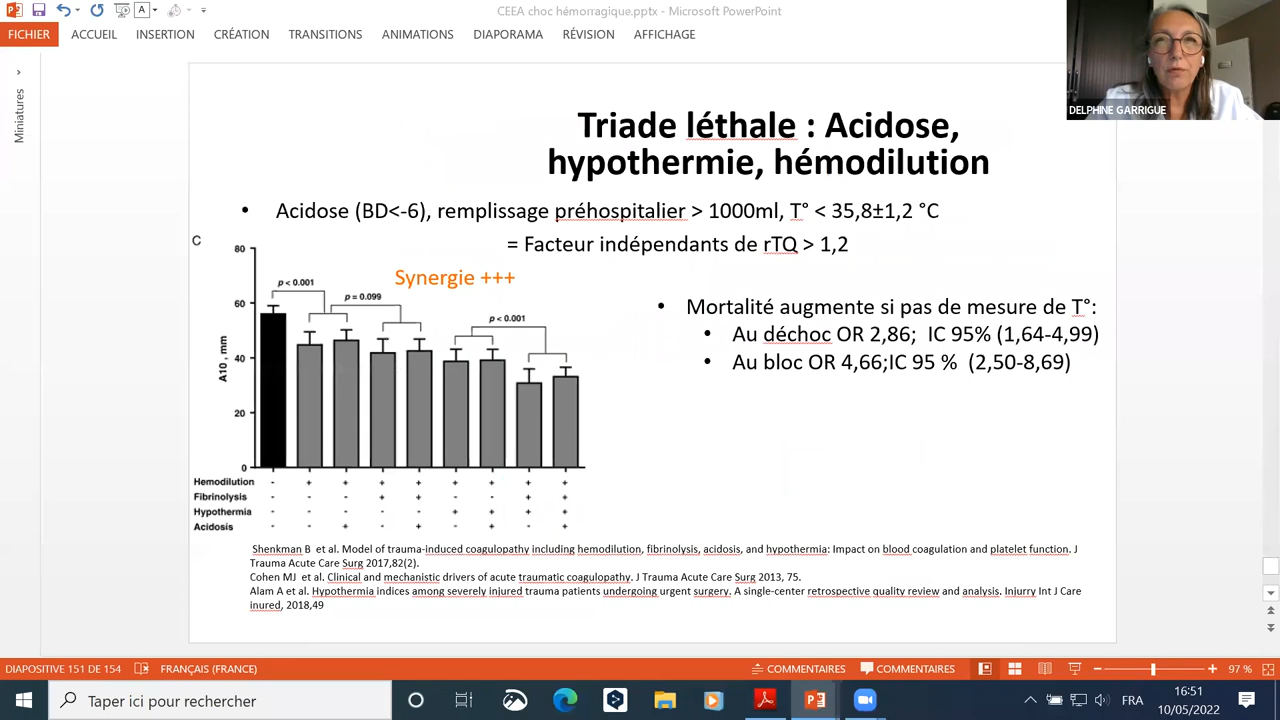 CEEA choc hémorragique.pptx - Microsoft PowerPoint
FICHIER ACCUEIL INSERTION CRÉATION TRANSITIONS ANIMATIONS DIAPORAMA RÉVISION AFFICHAGE
DELPHINE GARRIGUE
Miniatures
Triade léthale : Acidose,
hypothermie, hémodilution
• Acidose (BD<-6), remplissage préhospitalier > 1000ml, T° < 35,8±1,2 °C
= Facteur indépendants de rTQ > 1,2
Synergie +++
C
80
60
40
20
0
A10, mm
p < 0.001
p = 0.099
p < 0.001
Hemodilution - + + + + + + + +
Fibrinolysis - - - + + - - + +
Hypothermia - - - - - + + + +
Acidosis - - + - + - + - +
• Mortalité augmente si pas de mesure de T°:
• Au déchoc OR 2,86; IC 95% (1,64-4,99)
• Au bloc OR 4,66;IC 95 % (2,50-8,69)
Shenkman B et al. Model of trauma-induced coagulopathy including hemodilution, fibrinolysis, acidosis, and hypothermia: Impact on blood coagulation and platelet function. J
Trauma Acute Care Surg 2017,82(2).
Cohen MJ et al. Clinical and mechanistic drivers of acute traumatic coagulopathy. J Trauma Acute Care Surg 2013, 75.
Alam A et al. Hypothermia indices among severely injured trauma patients undergoing urgent surgery. A single-center retrospective quality review and analysis. Injurry Int J Care
inured, 2018,49
DIAPOSITIVE 151 DE 154 FRANÇAIS (FRANCE) COMMENTAIRES COMMENTAIRES 97 %
Taper ici pour rechercher
FRA
16:51
10/05/2022